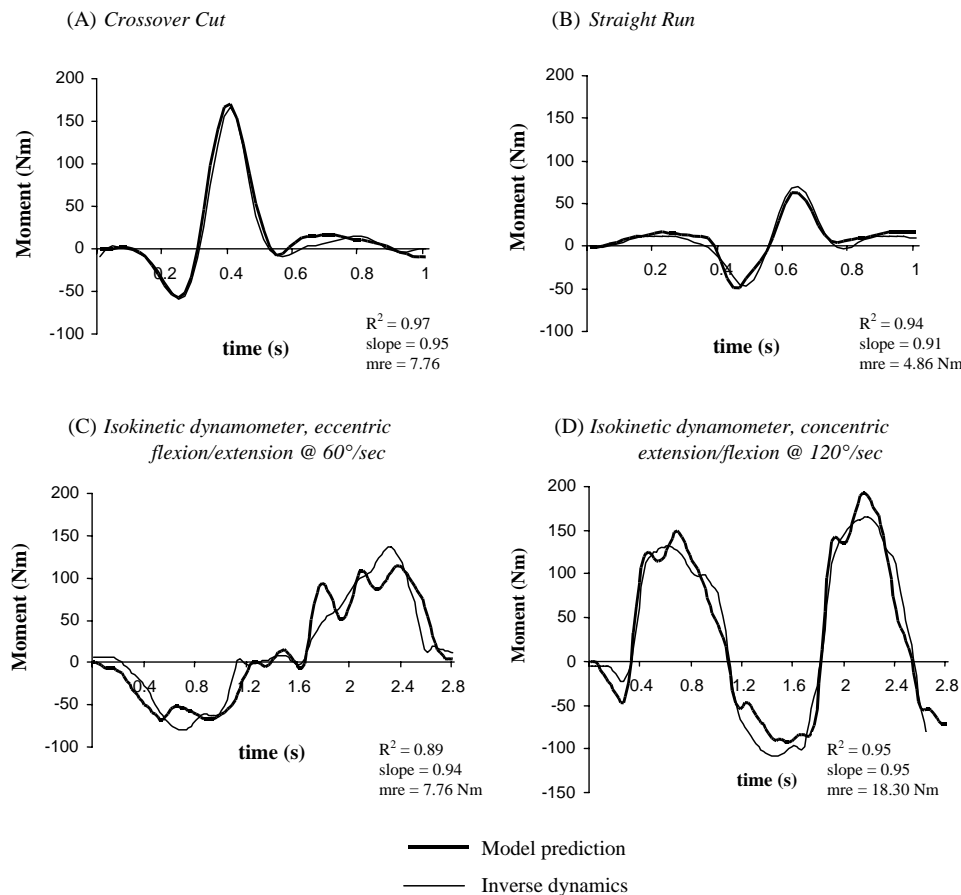 (A) Crossover Cut
200
150
100
50
0
-50
-100
Moment (Nm)
0.2 0.4 0.6 0.8 1
time (s)
R² = 0.97
slope = 0.95
mre = 7.76
(B) Straight Run
200
150
100
50
0
-50
-100
Moment (Nm)
0.2 0.4 0.6 0.8 1
time (s)
R² = 0.94
slope = 0.91
mre = 4.86 Nm
(C) Isokinetic dynamometer, eccentric
flexion/extension @ 60°/sec
200
150
100
50
0
-50
-100
Moment (Nm)
0.4 0.8 1.2 1.6 2 2.4 2.8
time (s)
R² = 0.89
slope = 0.94
mre = 7.76 Nm
(D) Isokinetic dynamometer, concentric
extension/flexion @ 120°/sec
200
150
100
50
0
-50
-100
-150
Moment (Nm)
0.4 0.8 1.2 1.6 2 2.4 2.8
time (s)
R² = 0.95
slope = 0.95
mre = 18.30 Nm
Model prediction
Inverse dynamics